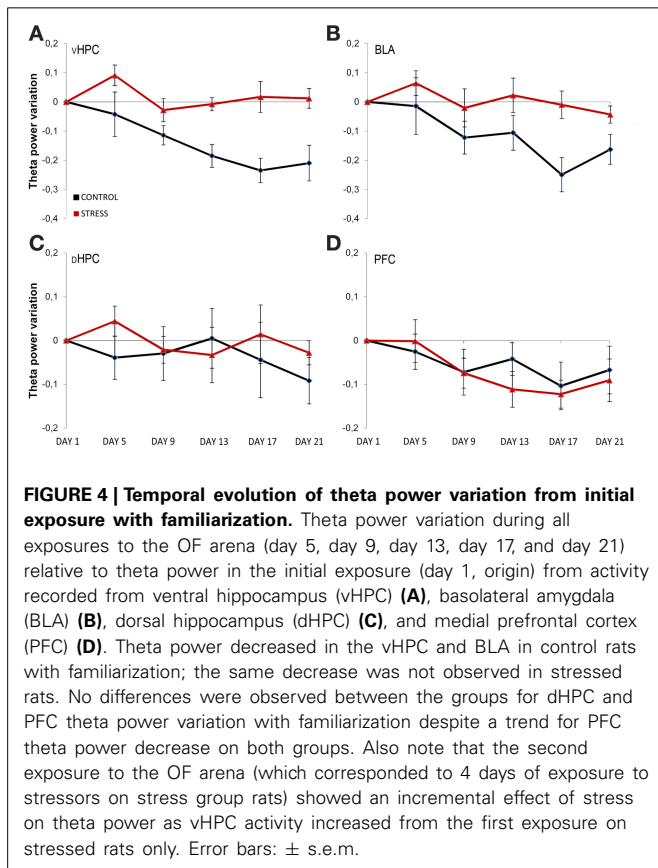 A
vHPC
0,2
0,1
0
-0,1
-0,2
-0,3
-0,4
Theta power variation
CONTROL
STRESS
B
BLA
0,2
0,1
0
-0,1
-0,2
-0,3
-0,4
C
DHPC
0,2
0,1
0
-0,1
-0,2
Theta power variation
DAY 1 DAY 5 DAY 9 DAY 13 DAY 17 DAY 21
D
PFC
0,2
0,1
0
-0,1
-0,2
DAY 1 DAY 5 DAY 9 DAY 13 DAY 17 DAY 21
FIGURE 4 | Temporal evolution of theta power variation from initial
exposure with familiarization. Theta power variation during all
exposures to the OF arena (day 5, day 9, day 13, day 17, and day 21)
relative to theta power in the initial exposure (day 1, origin) from activity
recorded from ventral hippocampus (vHPC) (A), basolateral amygdala
(BLA) (B), dorsal hippocampus (dHPC) (C), and medial prefrontal cortex
(PFC) (D). Theta power decreased in the vHPC and BLA in control rats
with familiarization; the same decrease was not observed in stressed
rats. No differences were observed between the groups for dHPC and
PFC theta power variation with familiarization despite a trend for PFC
theta power decrease on both groups. Also note that the second
exposure to the OF arena (which corresponded to 4 days of exposure to
stressors on stress group rats) showed an incremental effect of stress
on theta power as vHPC activity increased from the first exposure on
stressed rats only. Error bars: ± s.e.m.